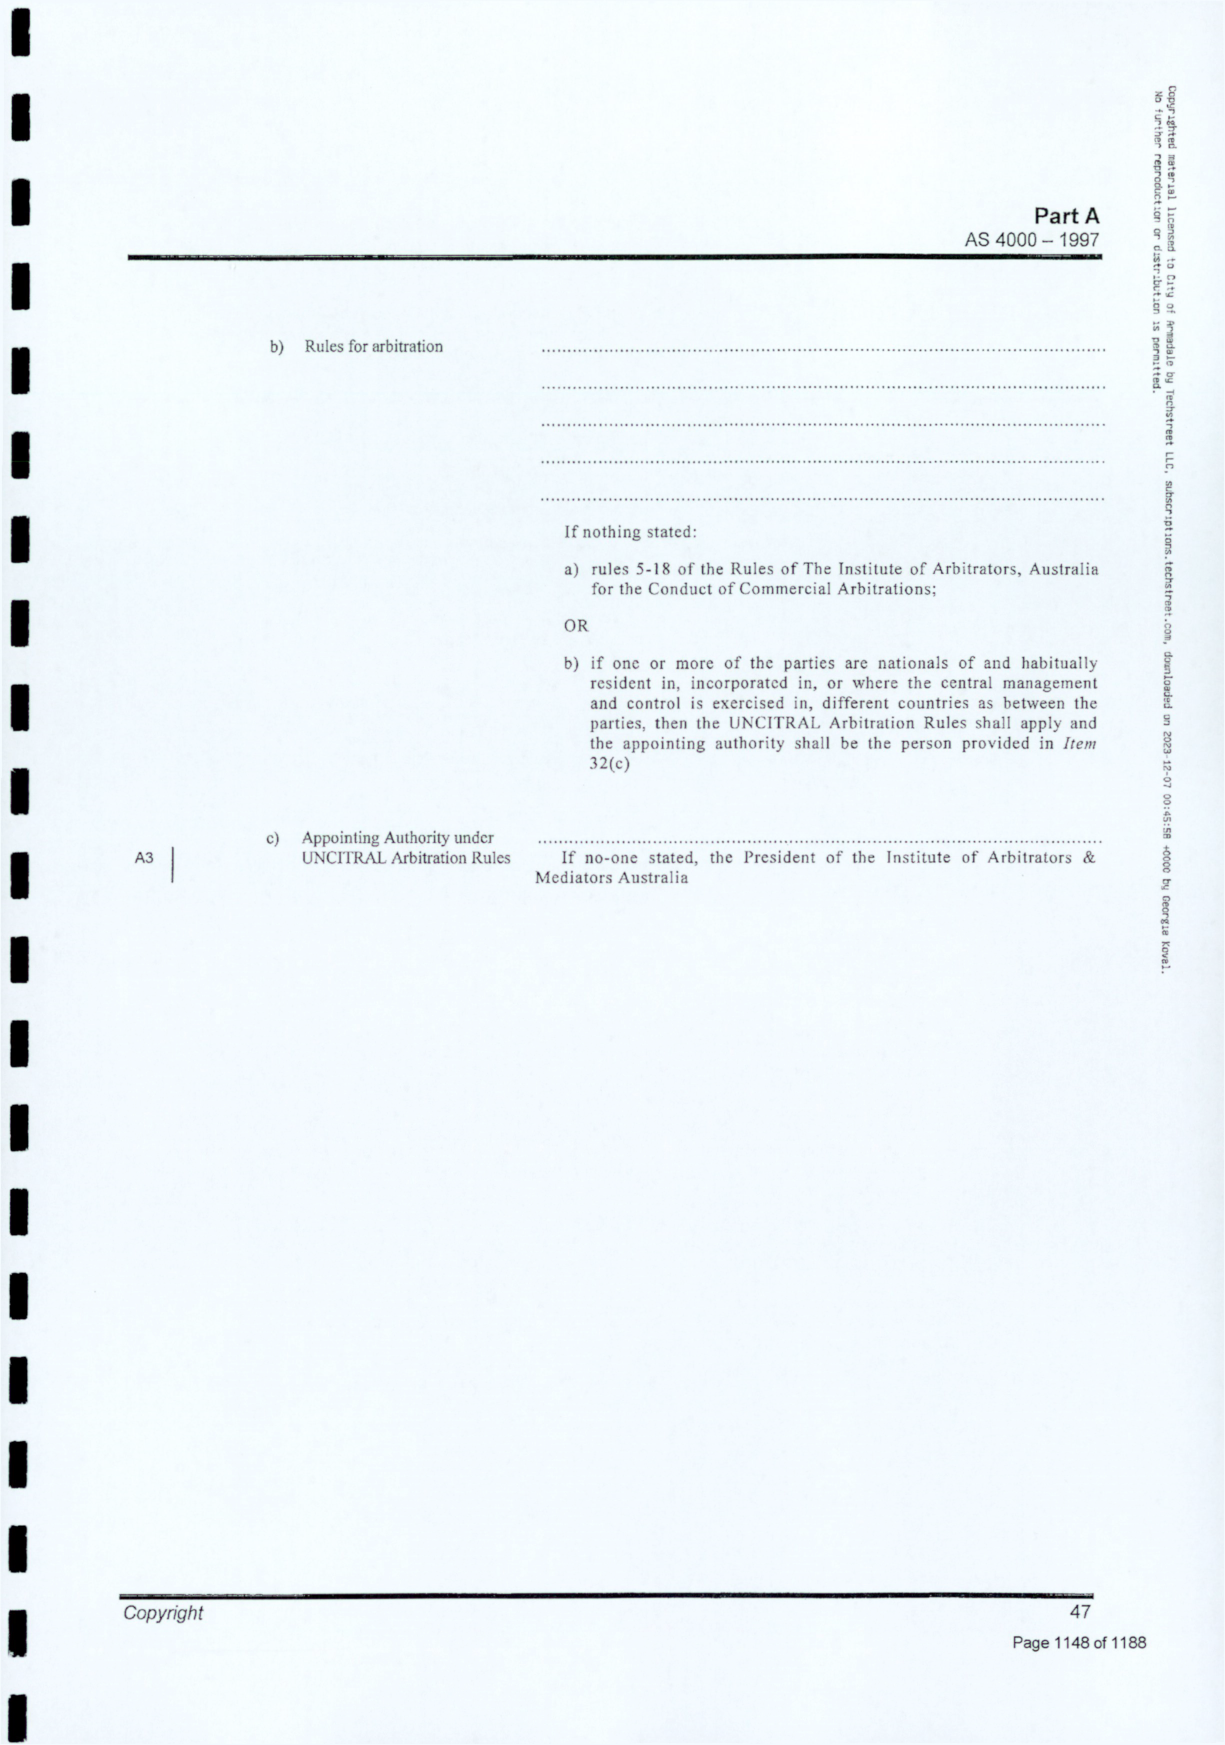 Part A
AS 4000 – 1997
b) Rules for arbitration ....................
....................
....................
....................
....................
If nothing stated:
a) rules 5-18 of the Rules of The Institute of Arbitrators, Australia
for the Conduct of Commercial Arbitrations;
OR
b) if one or more of the parties are nationals of and habitually
resident in, incorporated in, or where the central management
and control is exercised in, different countries as between the
parties, then the UNCITRAL Arbitration Rules shall apply and
the appointing authority shall be the person provided in Item
32(c)
c) Appointing Authority under ....................
A3 UNCITRAL Arbitration Rules If no-one stated, the President of the Institute of Arbitrators &
Mediators Australia
Copyright 47
Page 1148 of 1188
Copyrighted material licensed to City of Armadale by Techstreet LLC, subscriptions.techstreet.com, downloaded on 2023-12-07 00:45:58 +0000 by Georgia Koval.
No further reproduction or distribution is permitted.